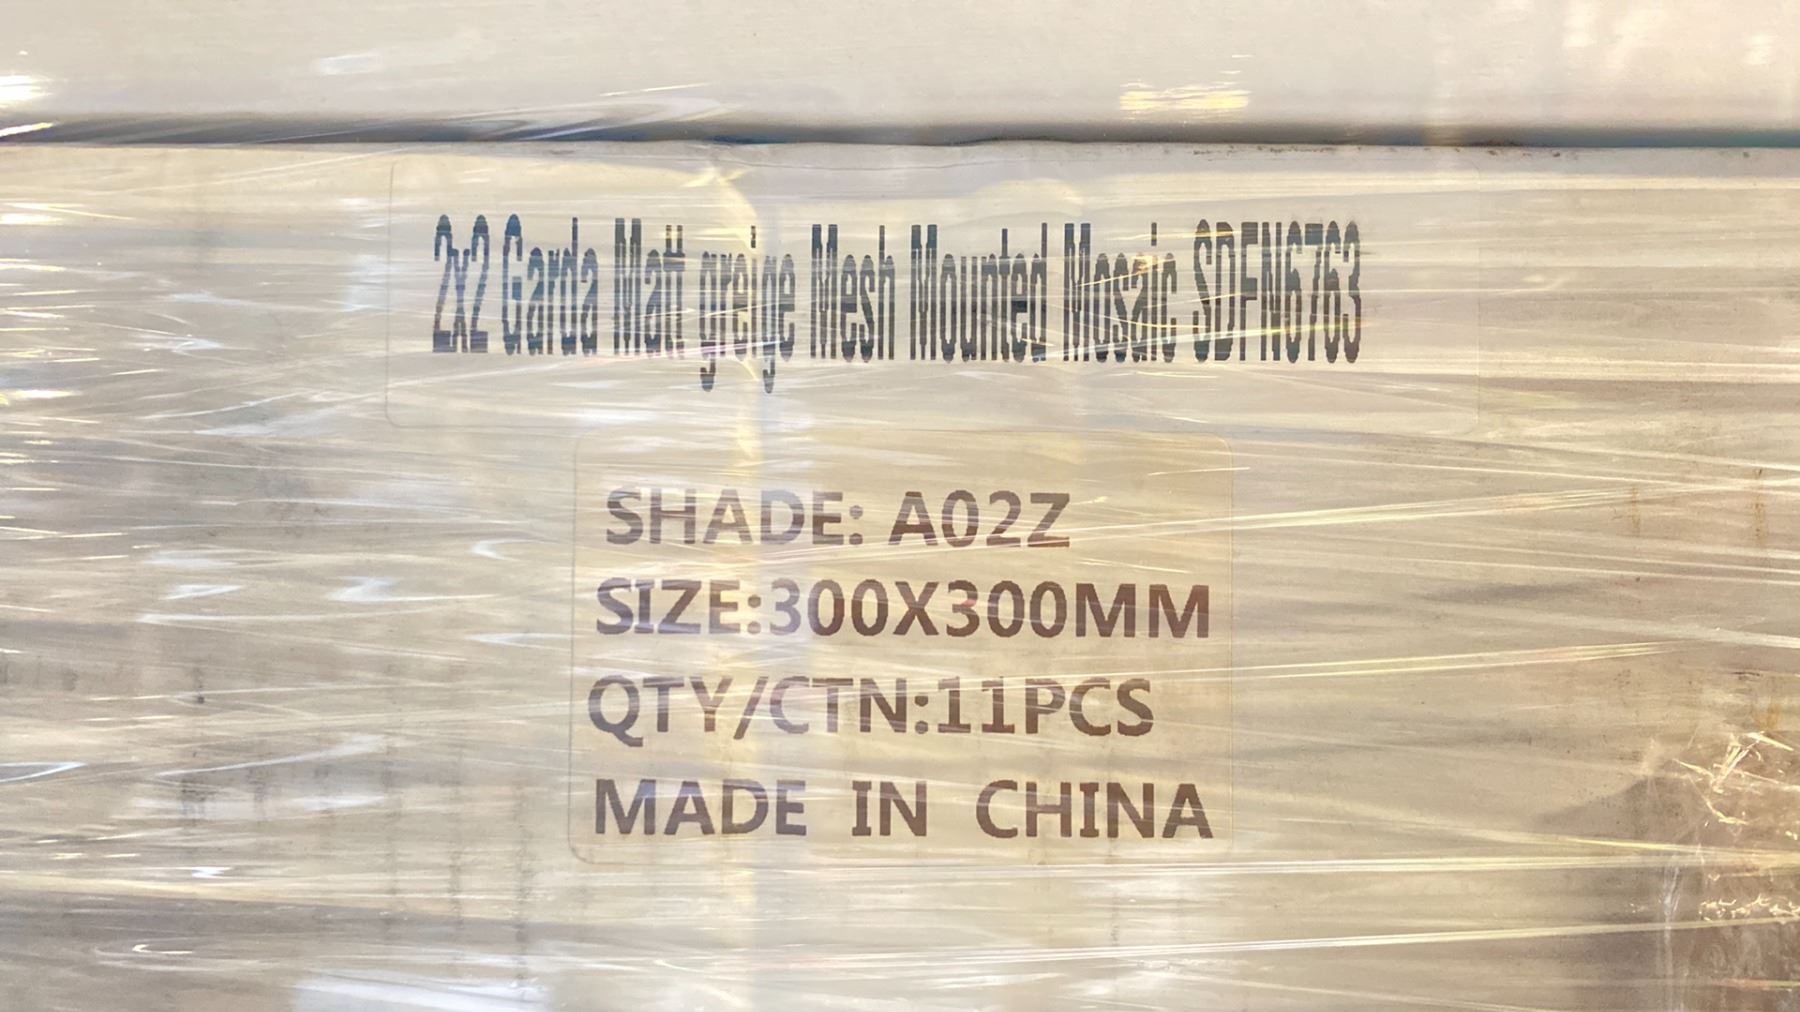 2x2 Garda Matt greige Mesh Mounted Mosaic SDFN6763
SHADE: A02Z
SIZE:300X300MM
QTY/CTN:11PCS
MADE IN CHINA